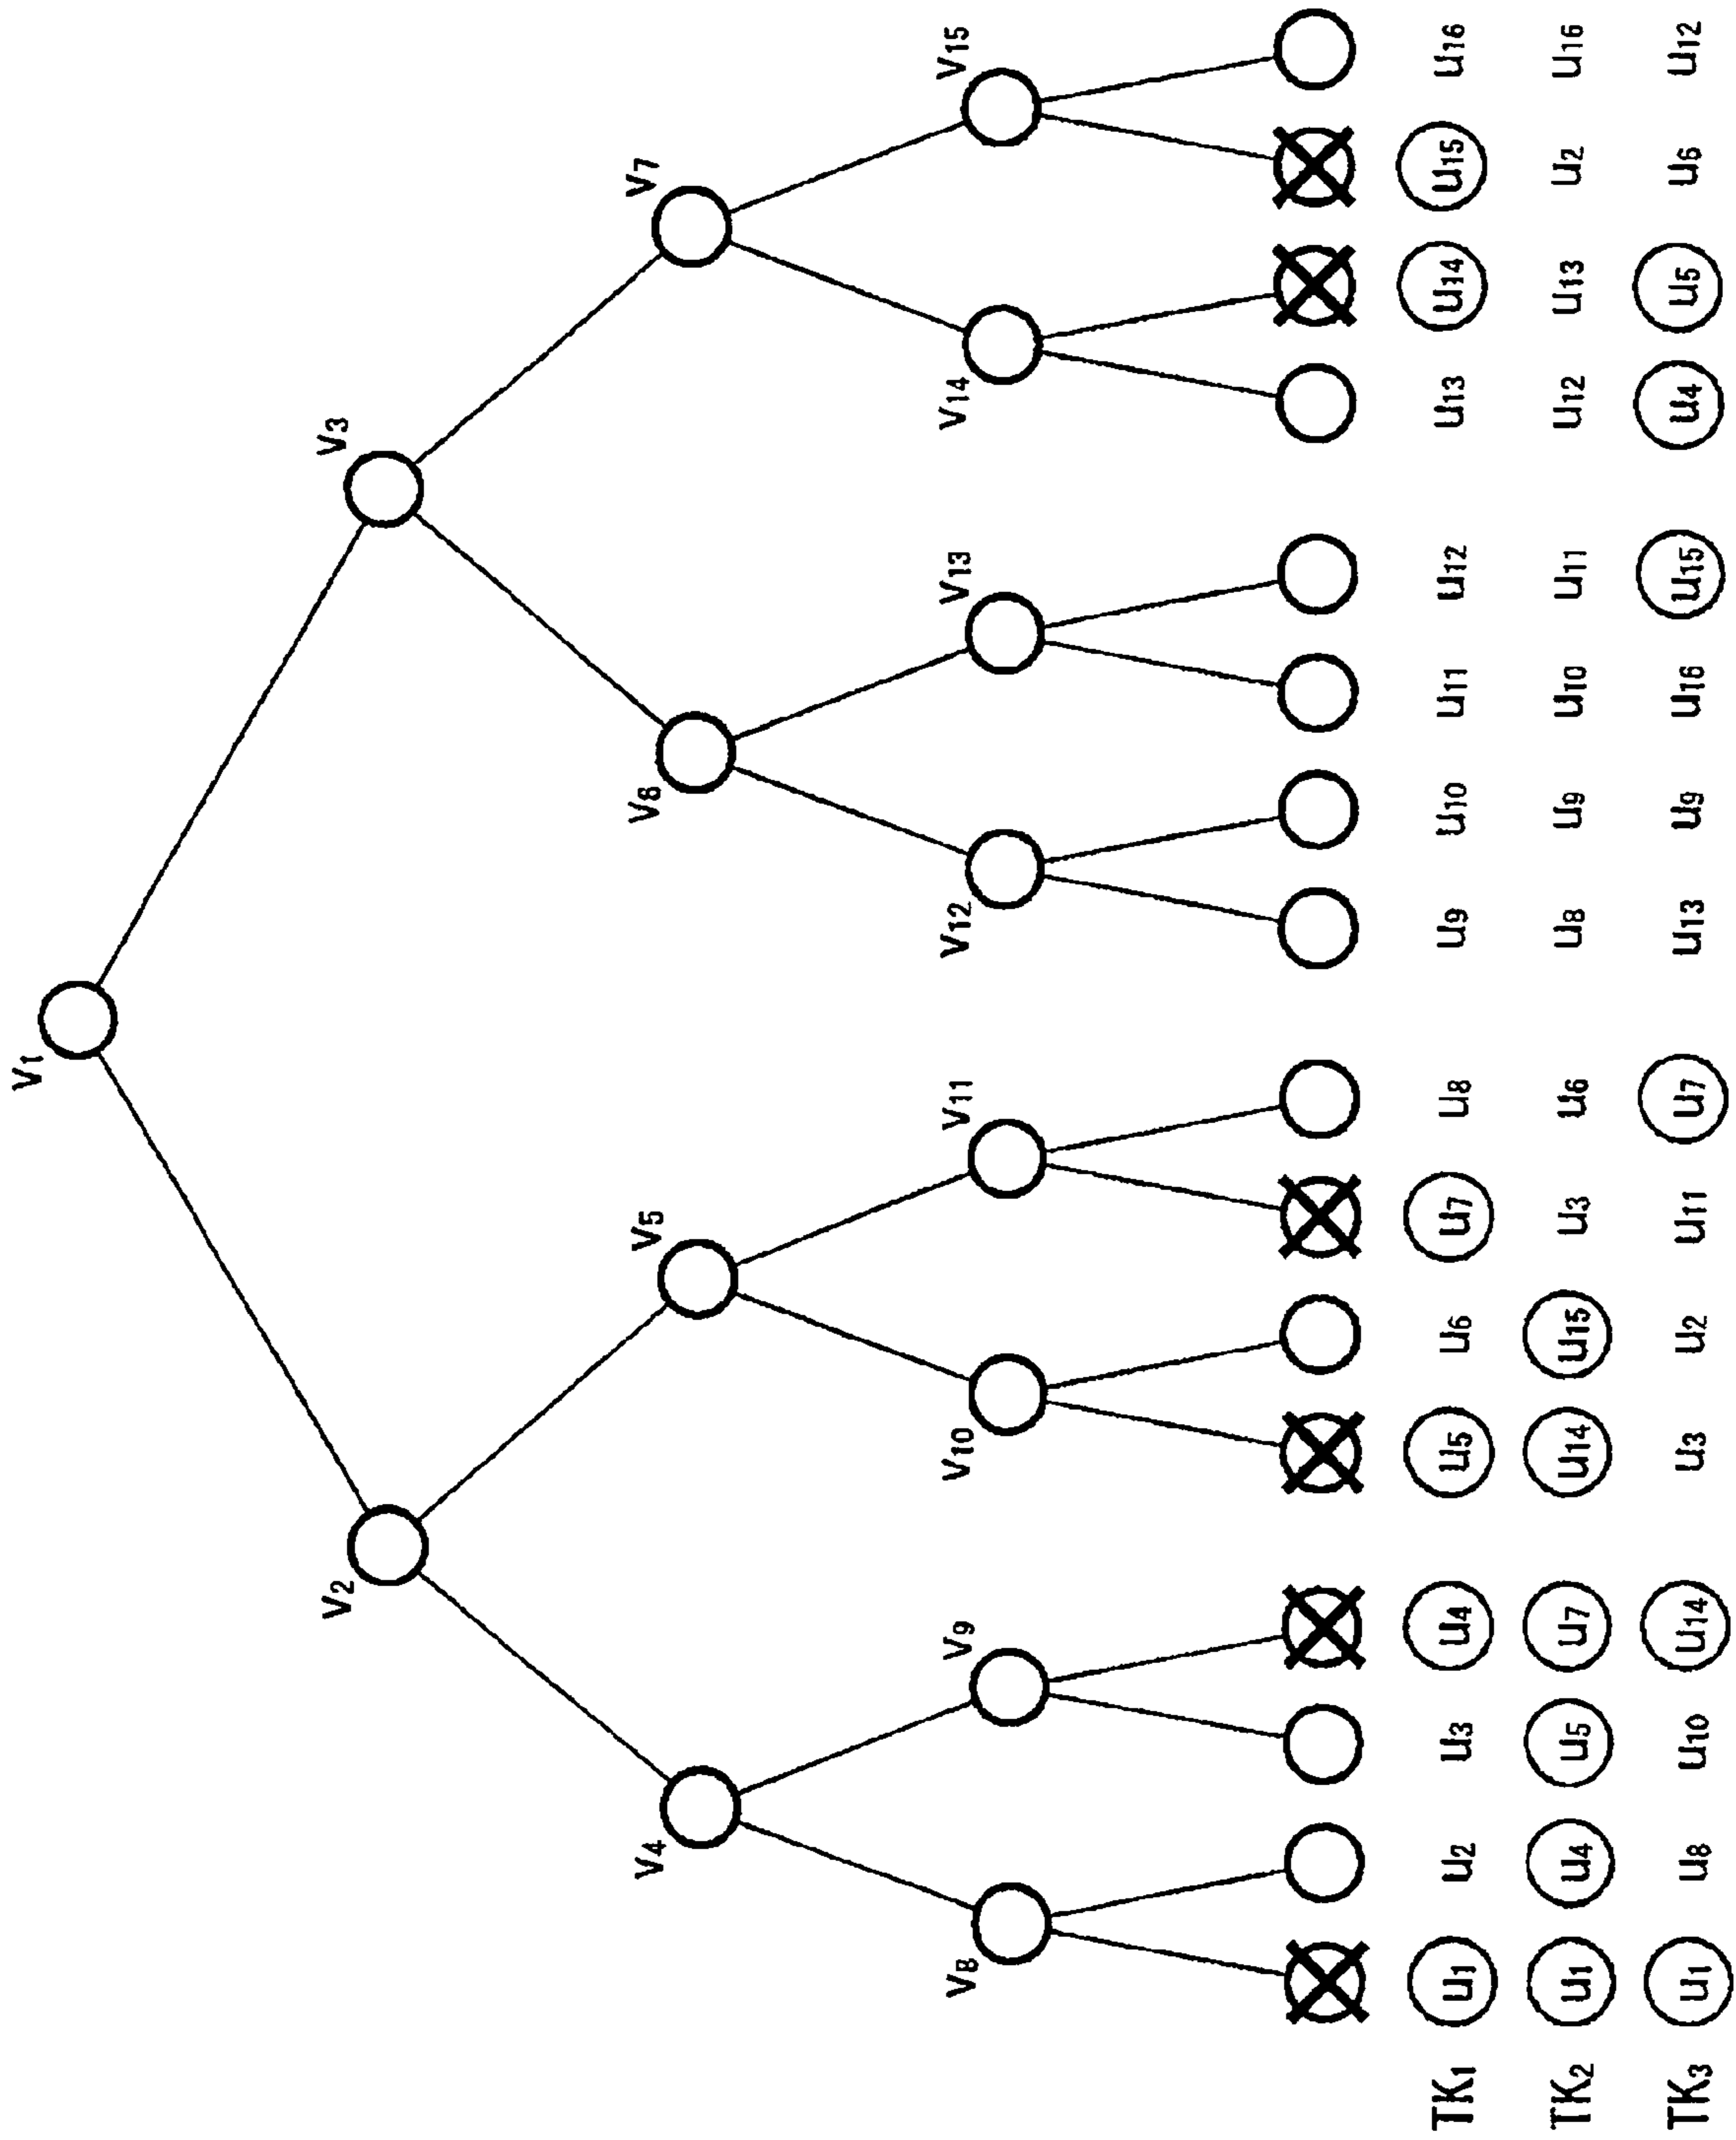 V1
V2 V3
V4 V5 V6 V7
V8 V9 V10 V11 V12 V13 V14 V15
TK1 u1 u2 u3 u4 u5 u6 u7 u8 u9 u10 u11 u12 u13 u14 u15 u16
TK2 u1 u4 u5 u7 u14 u15 u3 u6 u8 u9 u10 u11 u12 u13 u2 u16
TK3 u1 u8 u10 u14 u3 u2 u11 u7 u13 u9 u16 u15 u4 u5 u6 u12